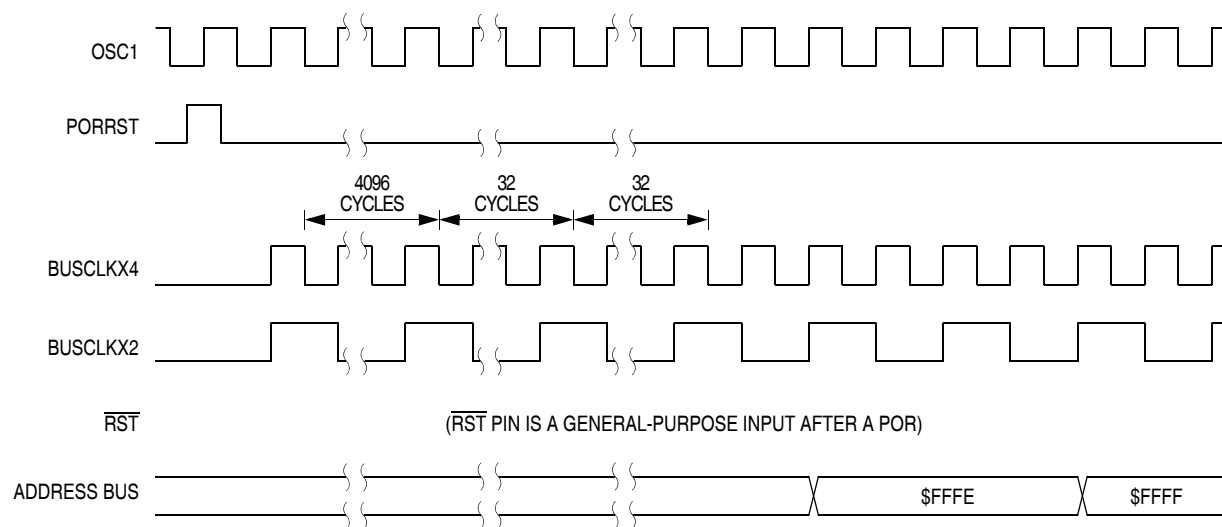 OSC1
PORRST
4096
CYCLES
32
CYCLES
32
CYCLES
BUSCLKX4
BUSCLKX2
RST
(RST PIN IS A GENERAL-PURPOSE INPUT AFTER A POR)
ADDRESS BUS
$FFFE
$FFFF